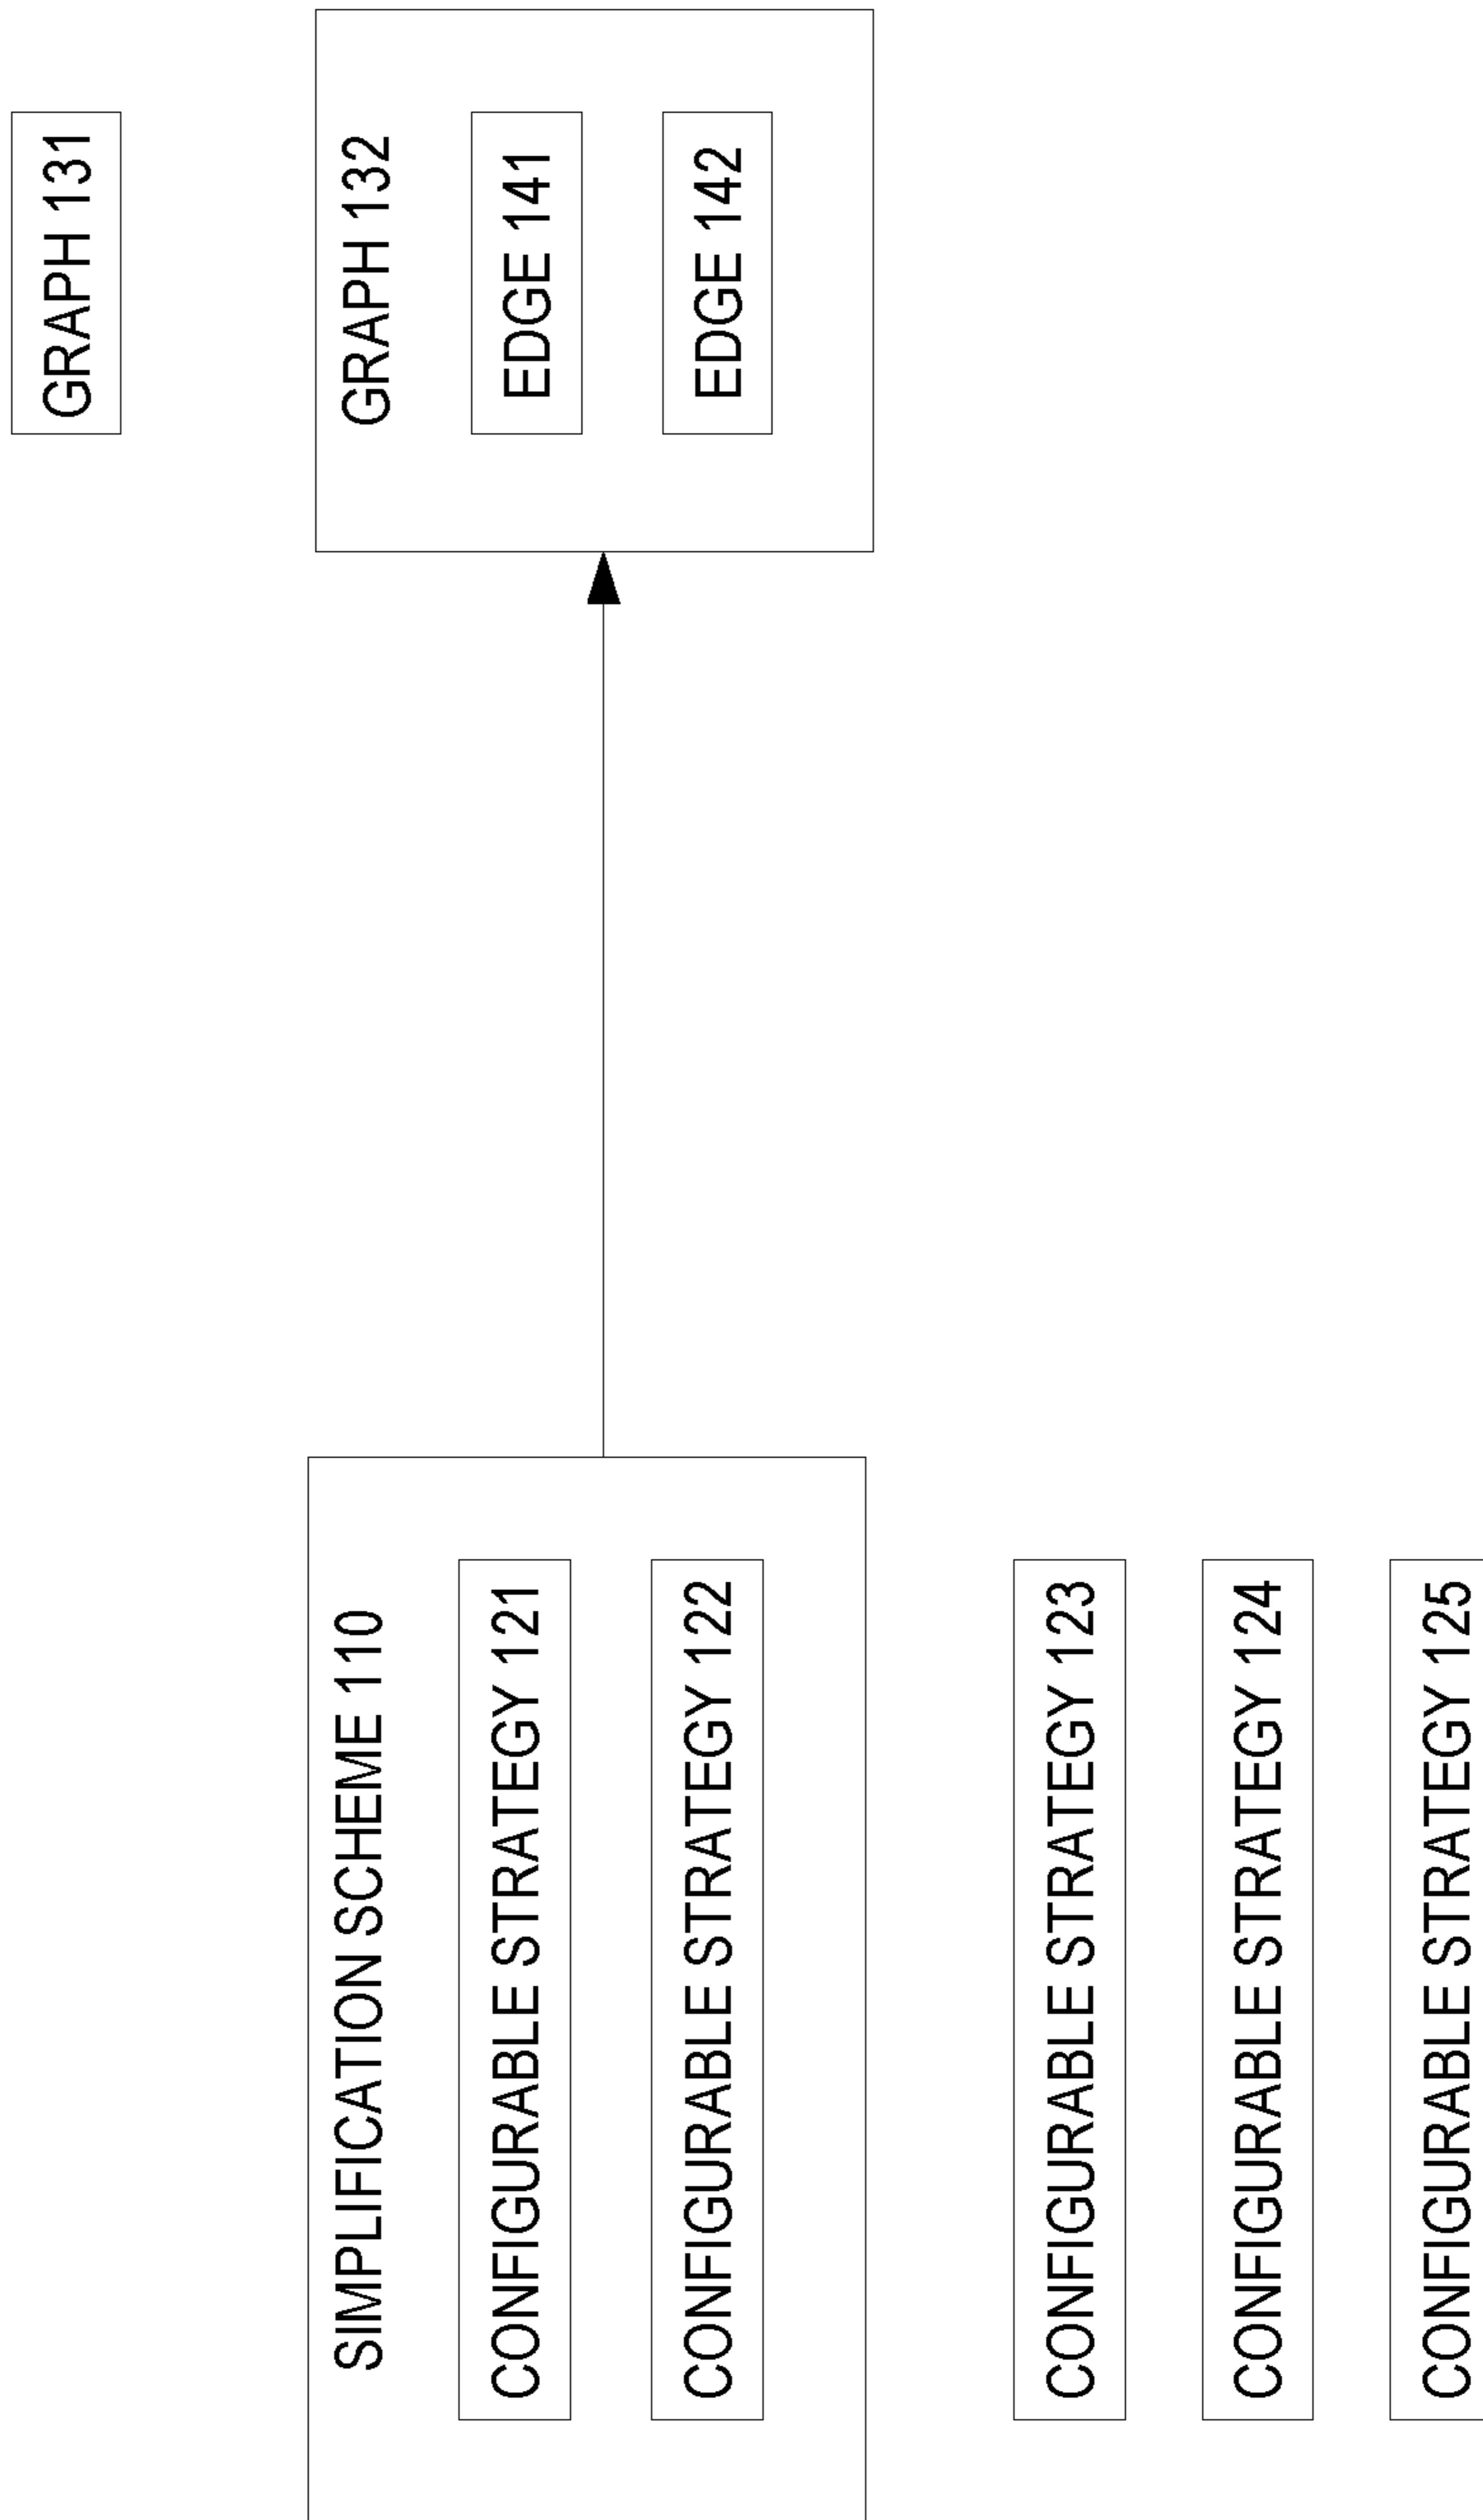 GRAPH 131
GRAPH 132
EDGE 141
EDGE 142
SIMPLIFICATION SCHEME 110
CONFIGURABLE STRATEGY 121
CONFIGURABLE STRATEGY 122
CONFIGURABLE STRATEGY 123
CONFIGURABLE STRATEGY 124
CONFIGURABLE STRATEGY 125